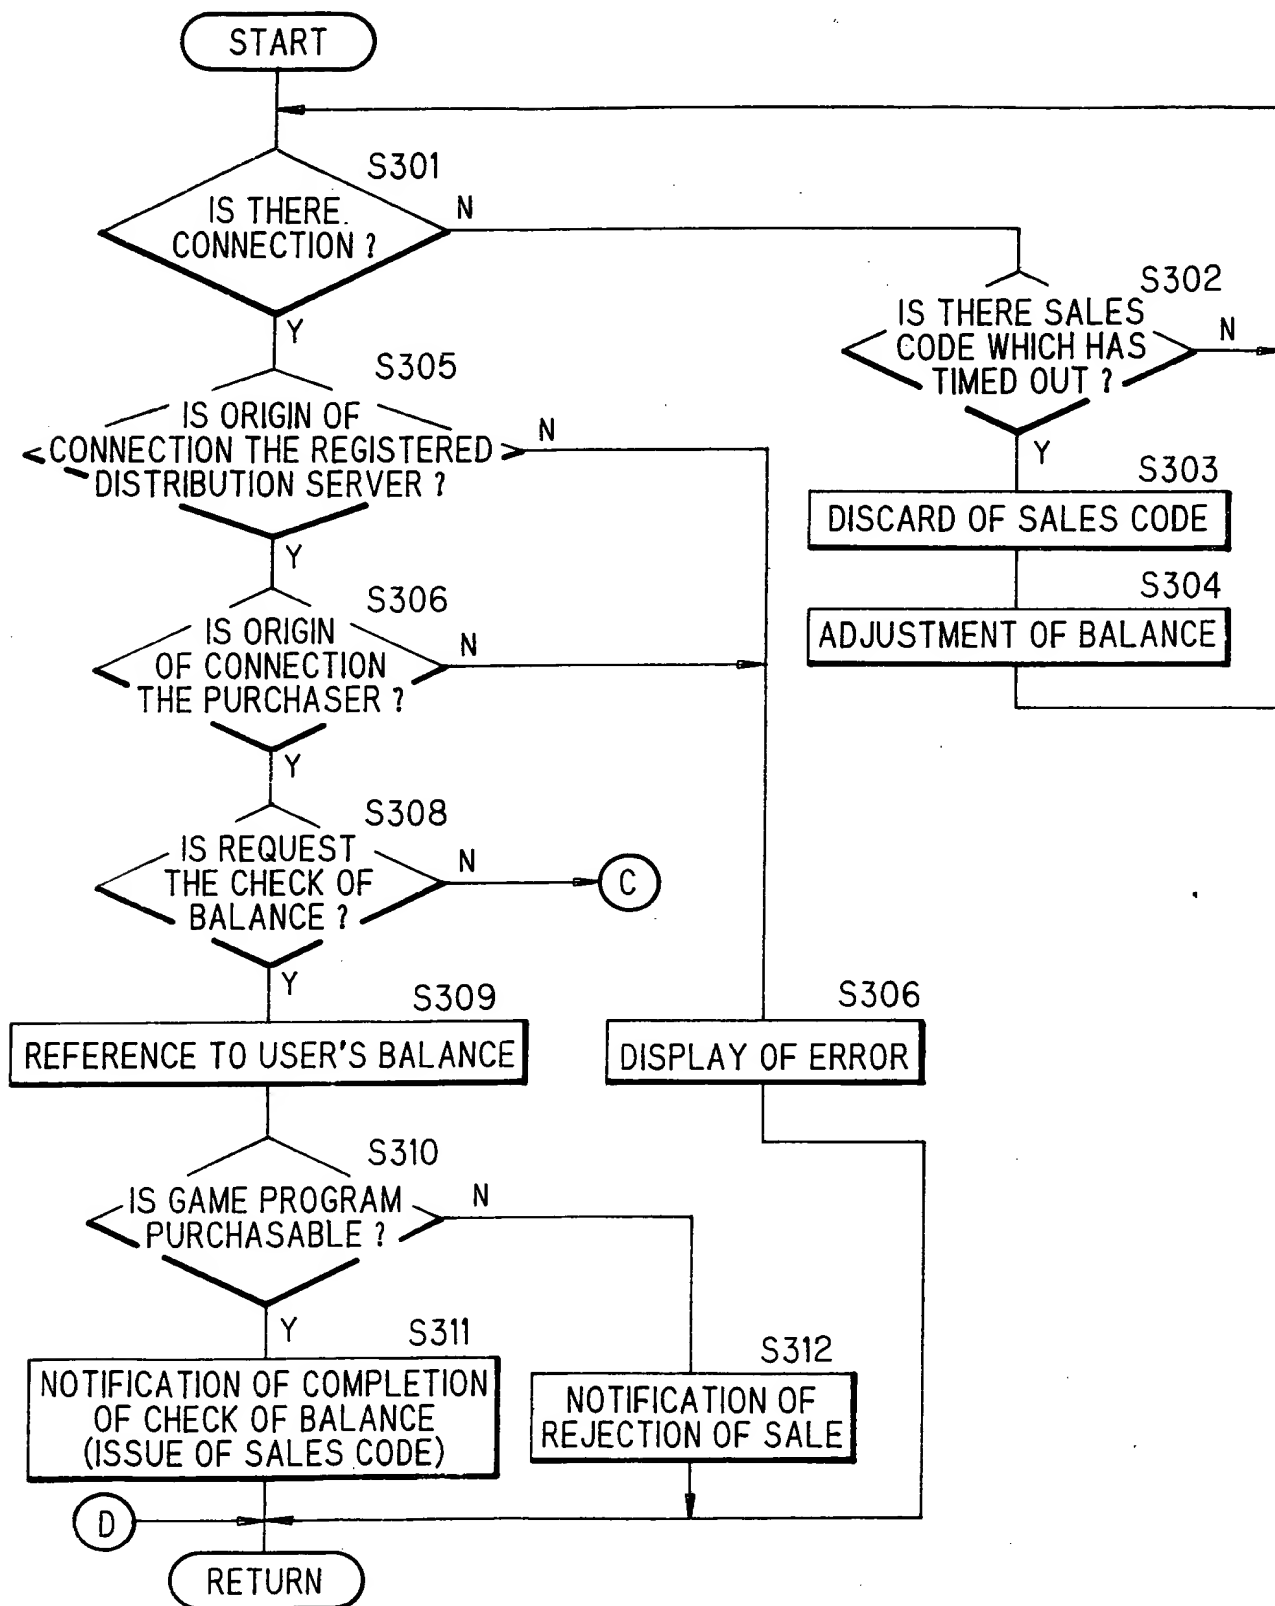 START
S301
IS THERE.
CONNECTION ?
N
Y
S302
IS THERE SALES
CODE WHICH HAS
TIMED OUT ?
N
Y
S305
IS ORIGIN OF
CONNECTION THE REGISTERED
DISTRIBUTION SERVER ?
N
Y
S303
DISCARD OF SALES CODE
S304
ADJUSTMENT OF BALANCE
S306
IS ORIGIN
OF CONNECTION
THE PURCHASER ?
N
Y
S308
IS REQUEST
THE CHECK OF
BALANCE ?
N
C
Y
S309
REFERENCE TO USER'S BALANCE
S306
DISPLAY OF ERROR
S310
IS GAME PROGRAM
PURCHASABLE ?
N
Y
S311
NOTIFICATION OF COMPLETION
OF CHECK OF BALANCE
(ISSUE OF SALES CODE)
S312
NOTIFICATION OF
REJECTION OF SALE
D
RETURN